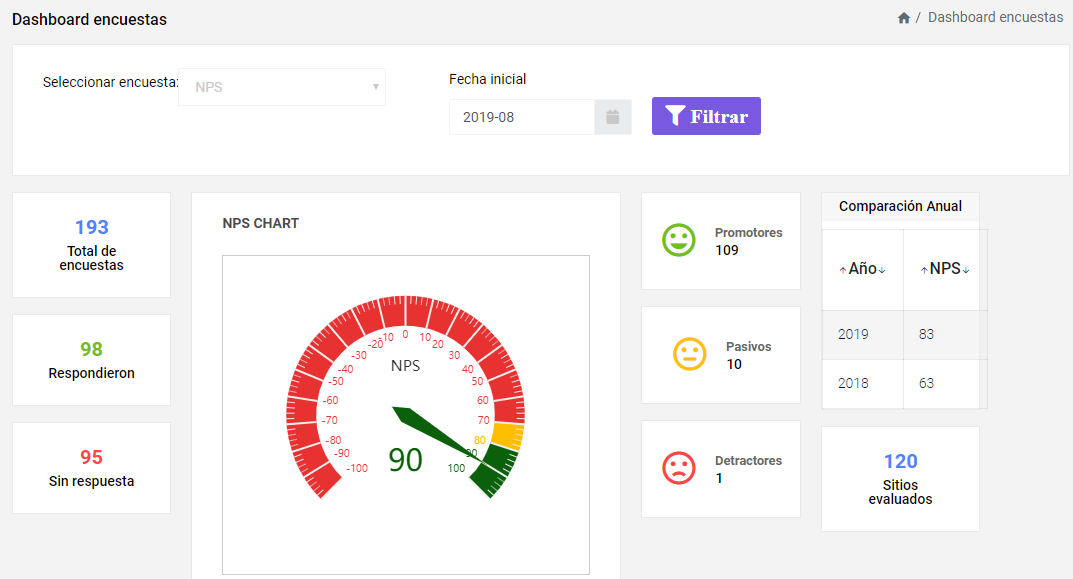 Dashboard encuestas
/ Dashboard encuestas
Seleccionar encuesta:
NPS
Fecha inicial
2019-08
Filtrar
193
Total de
encuestas
98
Respondieron
95
Sin respuesta
NPS CHART
-100
-90
-80
-70
-60
-50
-40
-30
-20
-10
0
10
20
30
40
50
60
70
80
90
100
NPS
90
Promotores
109
Pasivos
10
Detractores
1
Comparación Anual
↑Año↓ ↑NPS↓
2019 83
2018 63
120
Sitios
evaluados